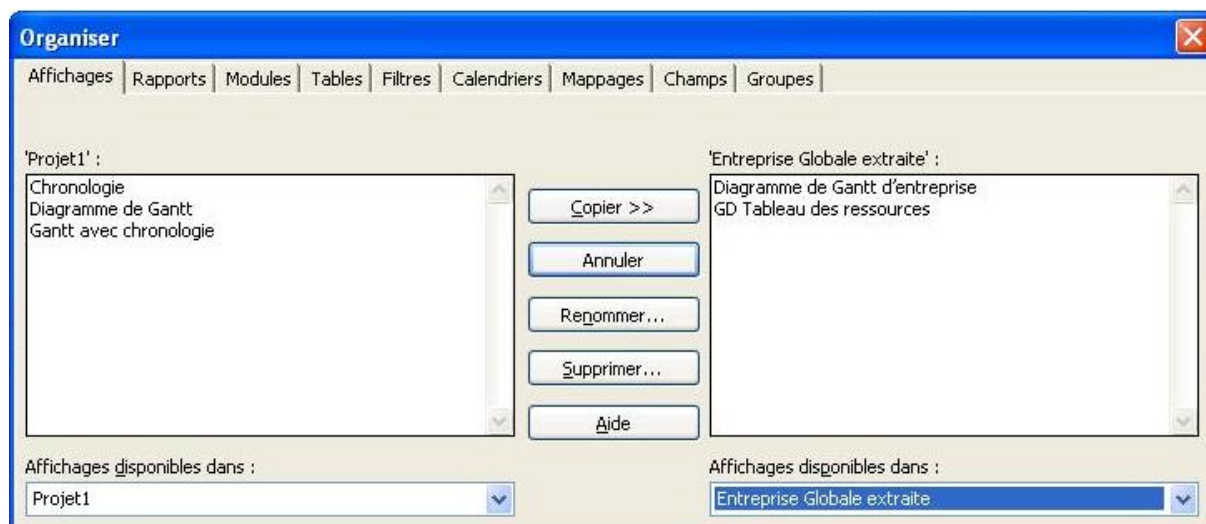 Organiser
Affichages Rapports Modules Tables Filtres Calendriers Mappages Champs Groupes
'Projet1' :
Chronologie
Diagramme de Gantt
Gantt avec chronologie
Copier >>
Annuler
Renommer...
Supprimer...
Aide
'Entreprise Globale extraite' :
Diagramme de Gantt d'entreprise
GD Tableau des ressources
Affichages disponibles dans :
Projet1
Affichages disponibles dans :
Entreprise Globale extraite